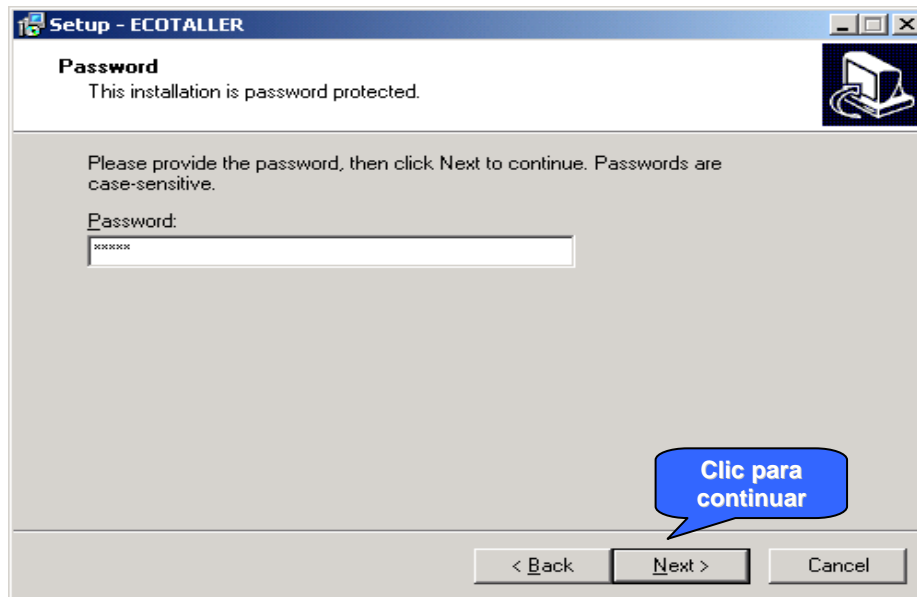 Setup - ECOTALLER
Password
This installation is password protected.
Please provide the password, then click Next to continue. Passwords are
case-sensitive.
Password:
*****
Clic para
continuar
< Back
Next >
Cancel